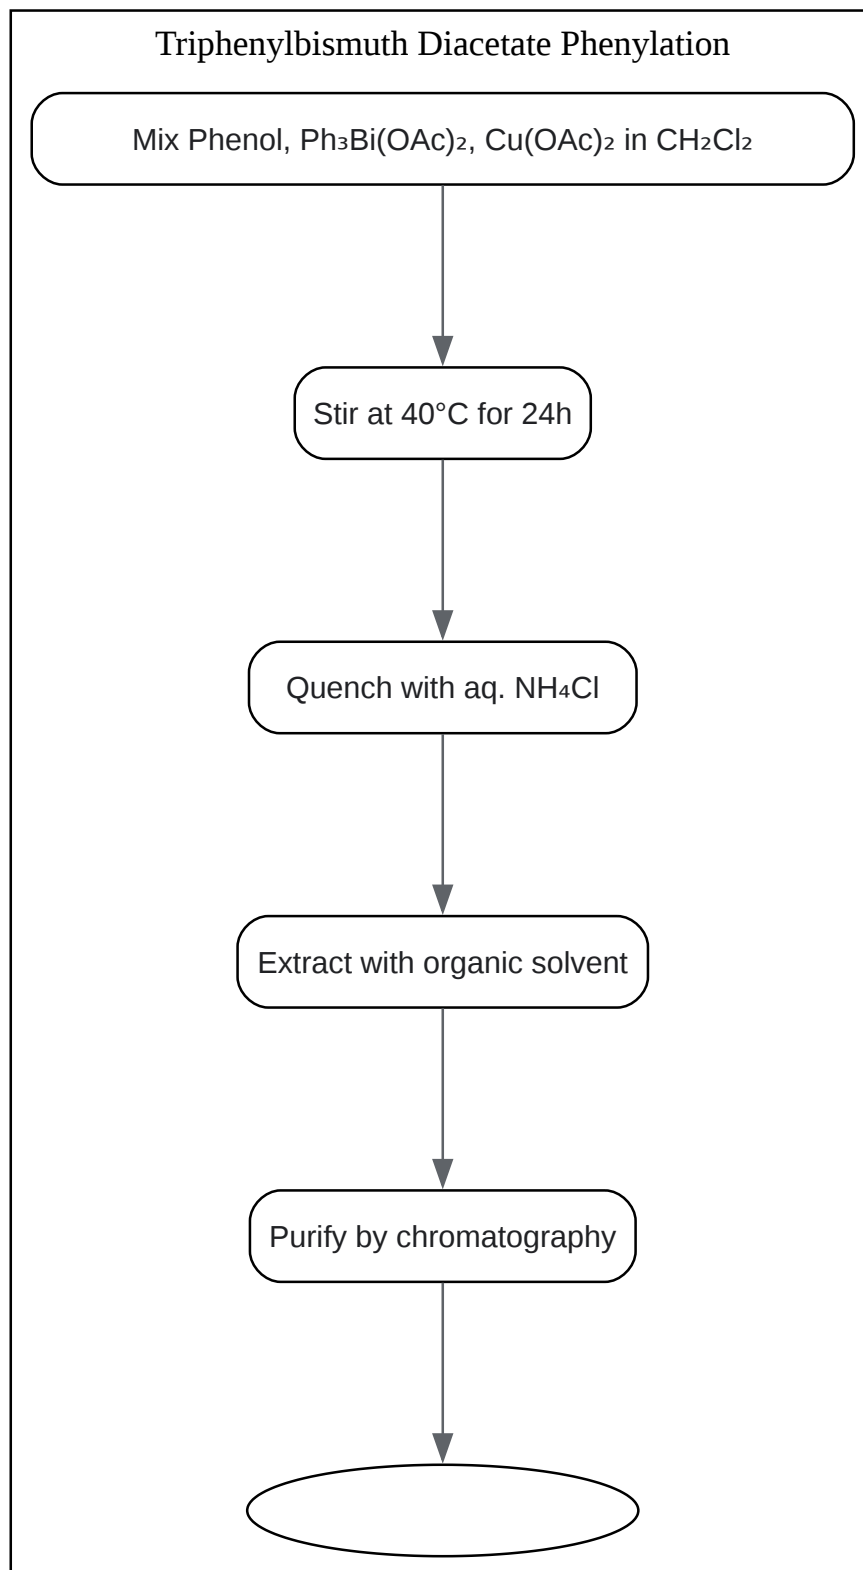 Triphenylbismuth Diacetate Phenylation
Mix Phenol, Ph₃Bi(OAc)₂, Cu(OAc)₂ in CH₂Cl₂
Stir at 40°C for 24h
Quench with aq. NH₄Cl
Extract with organic solvent
Purify by chromatography